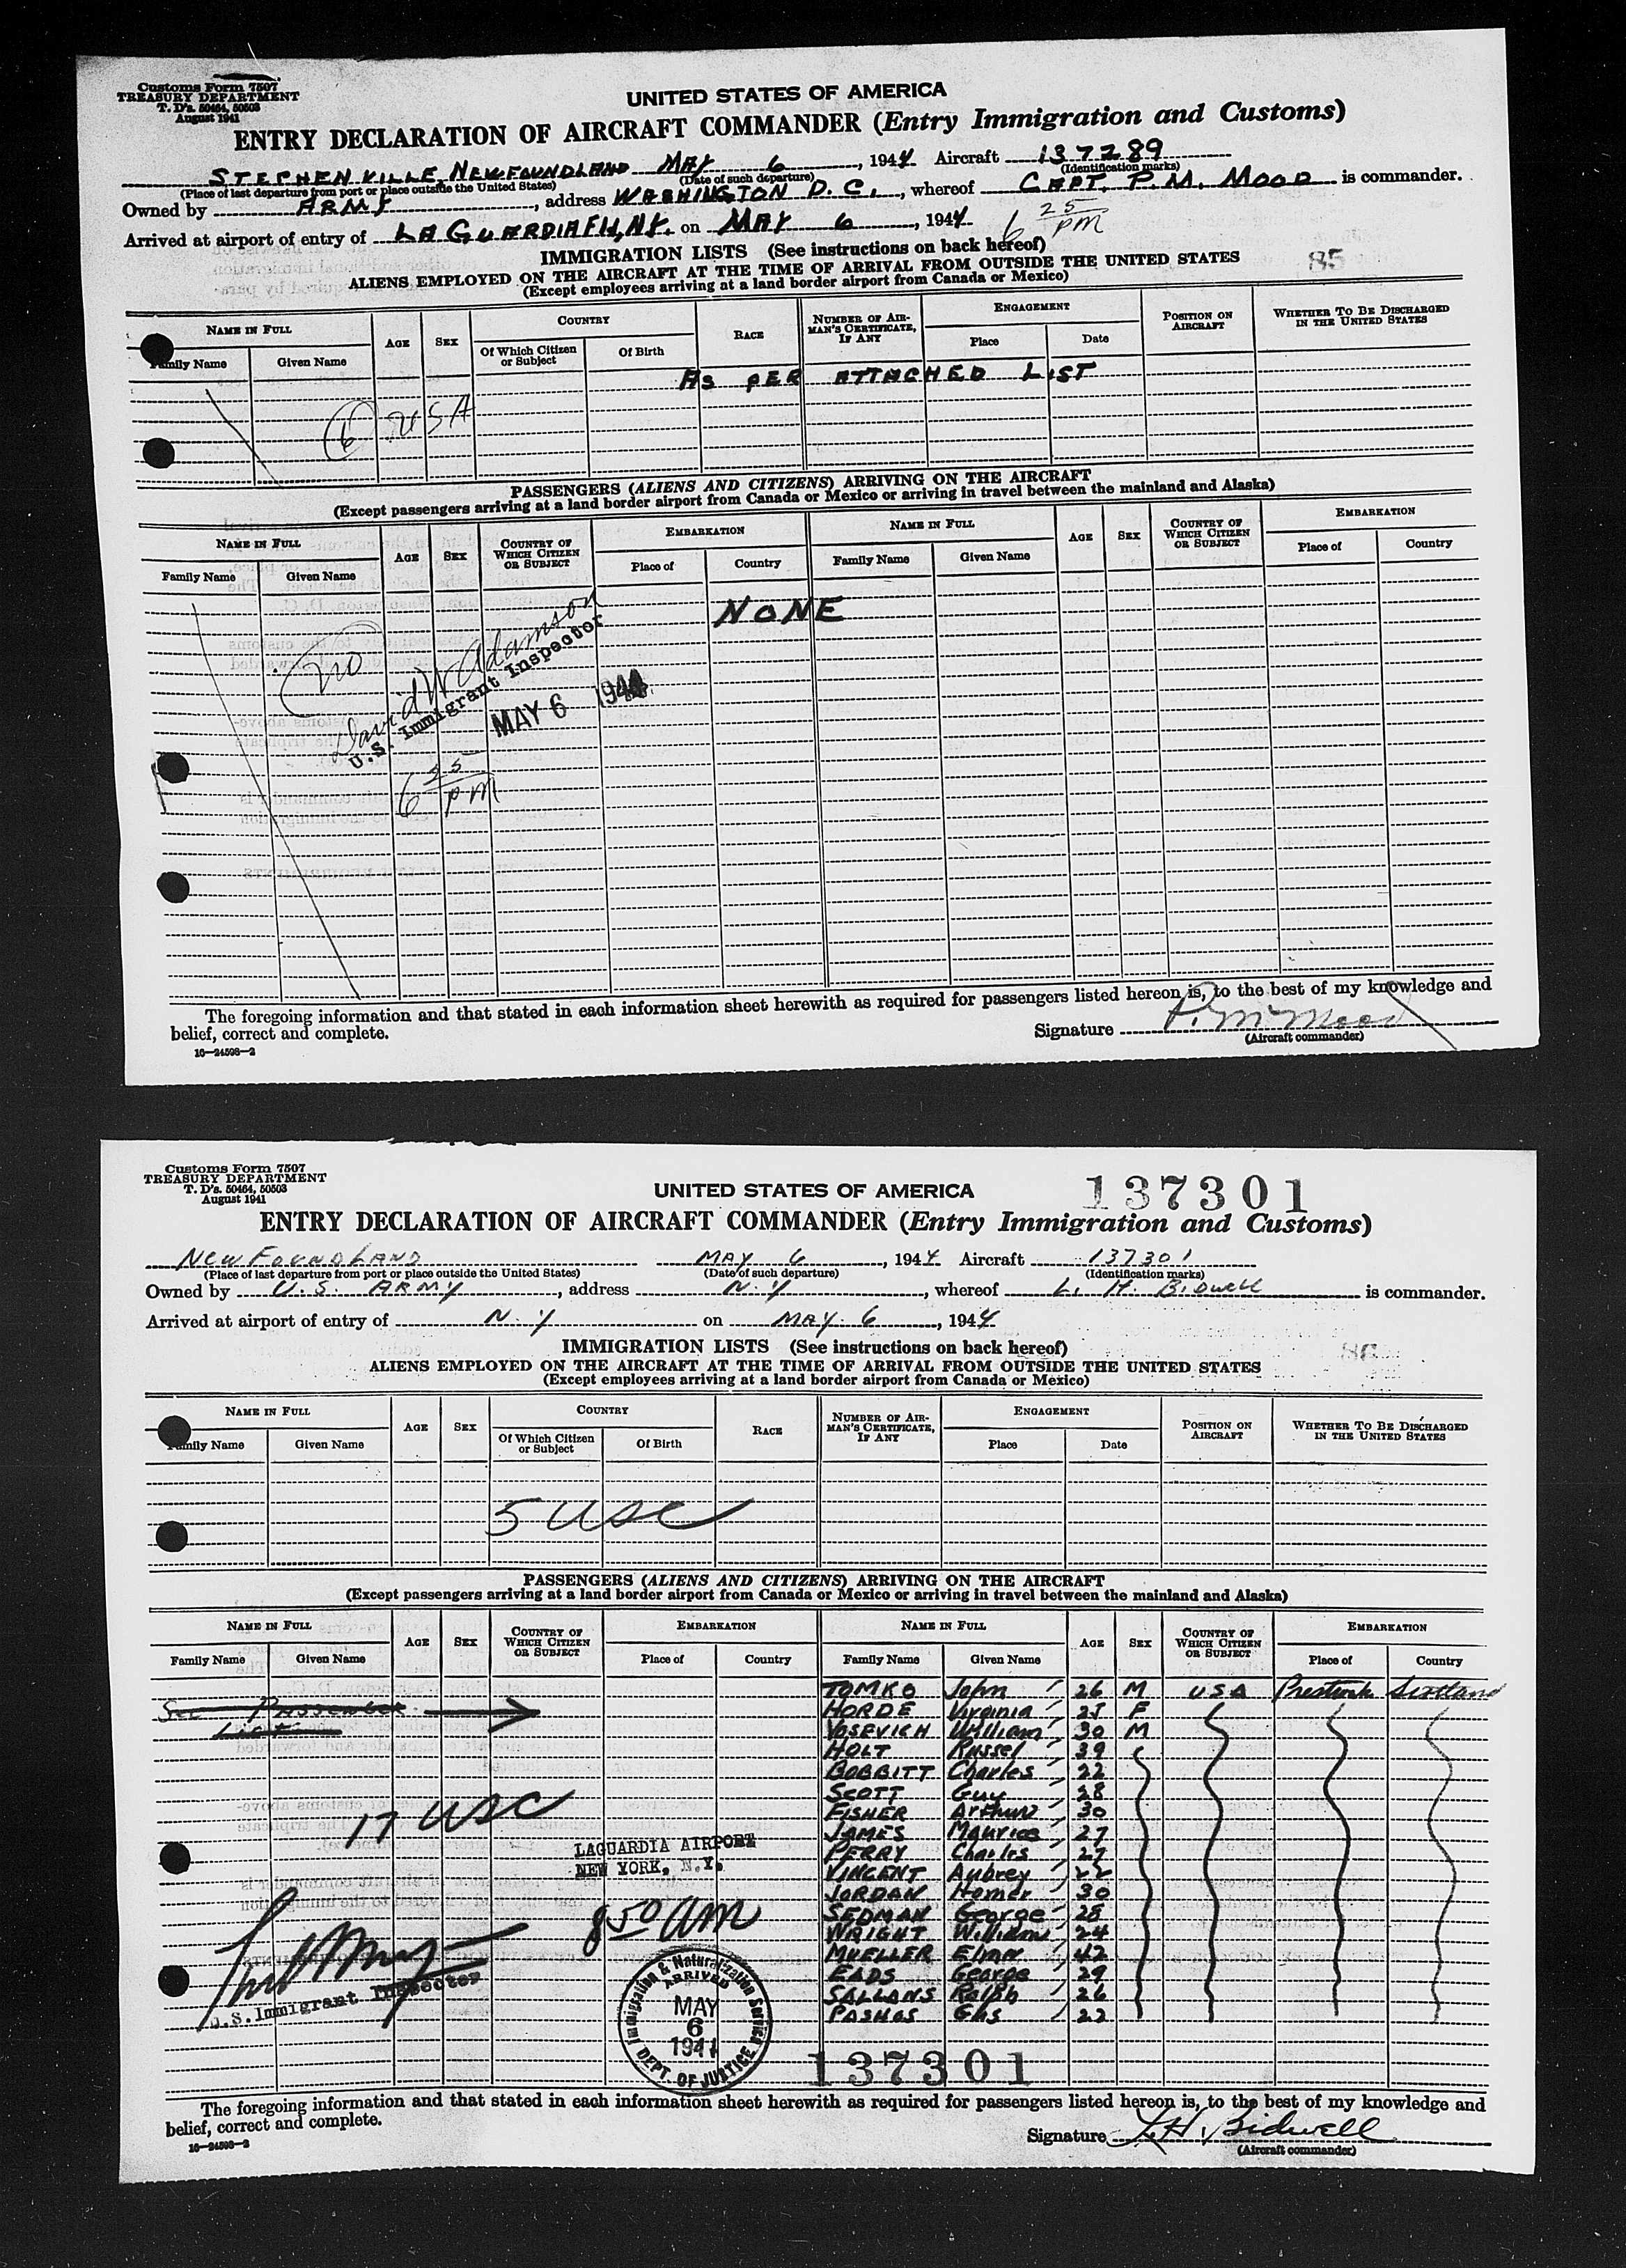 Customs Form 7507
TREASURY DEPARTMENT
T. D's. 50464, 50503
August 1941
UNITED STATES OF AMERICA
ENTRY DECLARATION OF AIRCRAFT COMMANDER (Entry Immigration and Customs)
STEPHENVILLE, NEWFOUNDLAND MAY 6, 1944 Aircraft 137289
(Place of last departure from port or place outside the United States) (Date of such departure) (Identification marks)
Owned by ARMY, address WASHINGTON D.C., whereof CAPT. P.M. MOOD is commander.
Arrived at airport of entry of LA GUARDIA FLD, NY. on MAY 6, 1944 6 25 PM
IMMIGRATION LISTS (See instructions on back hereof)
85
ALIENS EMPLOYED ON THE AIRCRAFT AT THE TIME OF ARRIVAL FROM OUTSIDE THE UNITED STATES
(Except employees arriving at a land border airport from Canada or Mexico)
NAME IN FULL AGE SEX COUNTRY RACE NUMBER OF AIRMAN'S CERTIFICATE, IF ANY ENGAGEMENT POSITION ON AIRCRAFT WHETHER TO BE DISCHARGED IN THE UNITED STATES
Family Name Given Name Of Which Citizen or Subject Of Birth Place Date
AS PER ATTACHED LIST
6 USA
PASSENGERS (ALIENS AND CITIZENS) ARRIVING ON THE AIRCRAFT
(Except passengers arriving at a land border airport from Canada or Mexico or arriving in travel between the mainland and Alaska)
NAME IN FULL AGE SEX COUNTRY OF WHICH CITIZEN OR SUBJECT EMBARKATION NAME IN FULL AGE SEX COUNTRY OF WHICH CITIZEN OR SUBJECT EMBARKATION
Family Name Given Name Place of Country Family Name Given Name Place of Country
NONE
no
David W Adamson
U.S. Immigrant Inspector
MAY 6 1944
6 25 PM
The foregoing information and that stated in each information sheet herewith as required for passengers listed hereon is, to the best of my knowledge and
belief, correct and complete.
Signature P. M. Mood
(Aircraft commander)
16—24508-2
Customs Form 7507
TREASURY DEPARTMENT
T. D's. 50464, 50503
August 1941
UNITED STATES OF AMERICA
137301
ENTRY DECLARATION OF AIRCRAFT COMMANDER (Entry Immigration and Customs)
NEWFOUNDLAND MAY 6, 1944 Aircraft 137301
(Place of last departure from port or place outside the United States) (Date of such departure) (Identification marks)
Owned by U.S. ARMY, address N.Y, whereof L. H. Bidwell is commander.
Arrived at airport of entry of N.Y on MAY 6, 1944
IMMIGRATION LISTS (See instructions on back hereof)
86
ALIENS EMPLOYED ON THE AIRCRAFT AT THE TIME OF ARRIVAL FROM OUTSIDE THE UNITED STATES
(Except employees arriving at a land border airport from Canada or Mexico)
NAME IN FULL AGE SEX COUNTRY RACE NUMBER OF AIRMAN'S CERTIFICATE, IF ANY ENGAGEMENT POSITION ON AIRCRAFT WHETHER TO BE DISCHARGED IN THE UNITED STATES
Family Name Given Name Of Which Citizen or Subject Of Birth Place Date
5 USC
PASSENGERS (ALIENS AND CITIZENS) ARRIVING ON THE AIRCRAFT
(Except passengers arriving at a land border airport from Canada or Mexico or arriving in travel between the mainland and Alaska)
NAME IN FULL AGE SEX COUNTRY OF WHICH CITIZEN OR SUBJECT EMBARKATION NAME IN FULL AGE SEX COUNTRY OF WHICH CITIZEN OR SUBJECT EMBARKATION
Family Name Given Name Place of Country Family Name Given Name Place of Country
See Passenger
List
TOMKO John 26 M USA Prestwick Scotland
HORDE Virginia 25 F
YOSEVICH William 30 M
HOLT Russel 39
BOBBITT Charles 22
SCOTT Guy 28
FISHER Arthur 30
JAMES Maurice 27
PERRY Charles 27
VINCENT Aubrey 22
JORDAN Homer 30
SEDMAN George 28
WRIGHT William 24
MUELLER Elmer 42
EADS George 29
SALLANS Ralph 26
PASHOS Gus 22
17 USC
LAGUARDIA AIRPORT
NEW YORK, N.Y.
8 50 am
U.S. Immigrant Inspector
Immigration & Naturalization Service
ARRIVED
MAY
6
1944
DEPT. OF JUSTICE
137301
The foregoing information and that stated in each information sheet herewith as required for passengers listed hereon is, to the best of my knowledge and
belief, correct and complete.
Signature L.H. Bidwell
(Aircraft commander)
16—24508-2